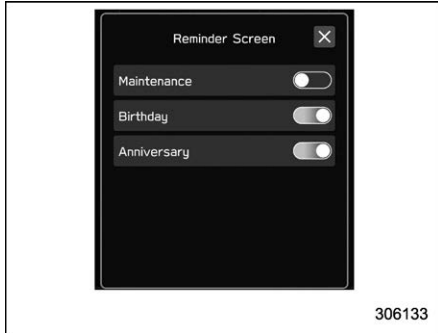 Reminder Screen
Maintenance
Birthday
Anniversary
306133